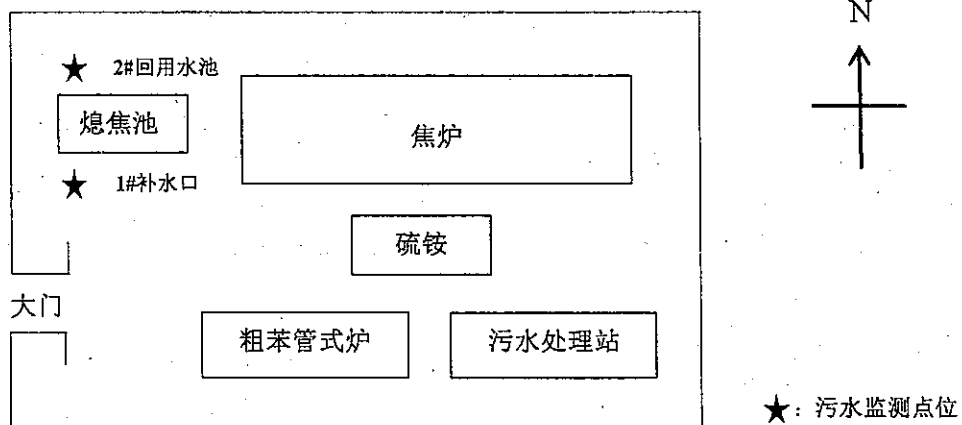 N
2#回用水池
熄焦池
焦炉
1#补水口
硫铵
大门
粗苯管式炉
污水处理站
★：污水监测点位